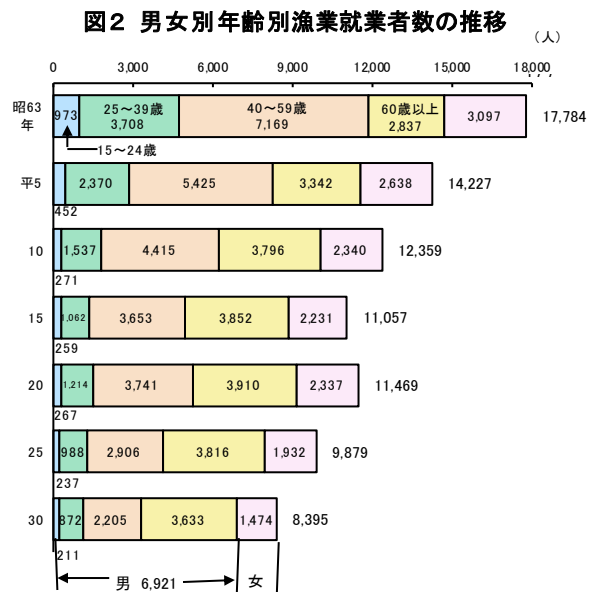 図２ 男女別年齢別漁業就業者数の推移
（人）
0 3,000 6,000 9,000 12,000 15,000 18,000
昭63年 973 25～39歳 3,708 40～59歳 7,169 60歳以上 2,837 3,097 17,784
15～24歳
平5 2,370 5,425 3,342 2,638 14,227
452
10 1,537 4,415 3,796 2,340 12,359
271
15 1,062 3,653 3,852 2,231 11,057
259
20 1,214 3,741 3,910 2,337 11,469
267
25 988 2,906 3,816 1,932 9,879
237
30 872 2,205 3,633 1,474 8,395
211
男 6,921 女